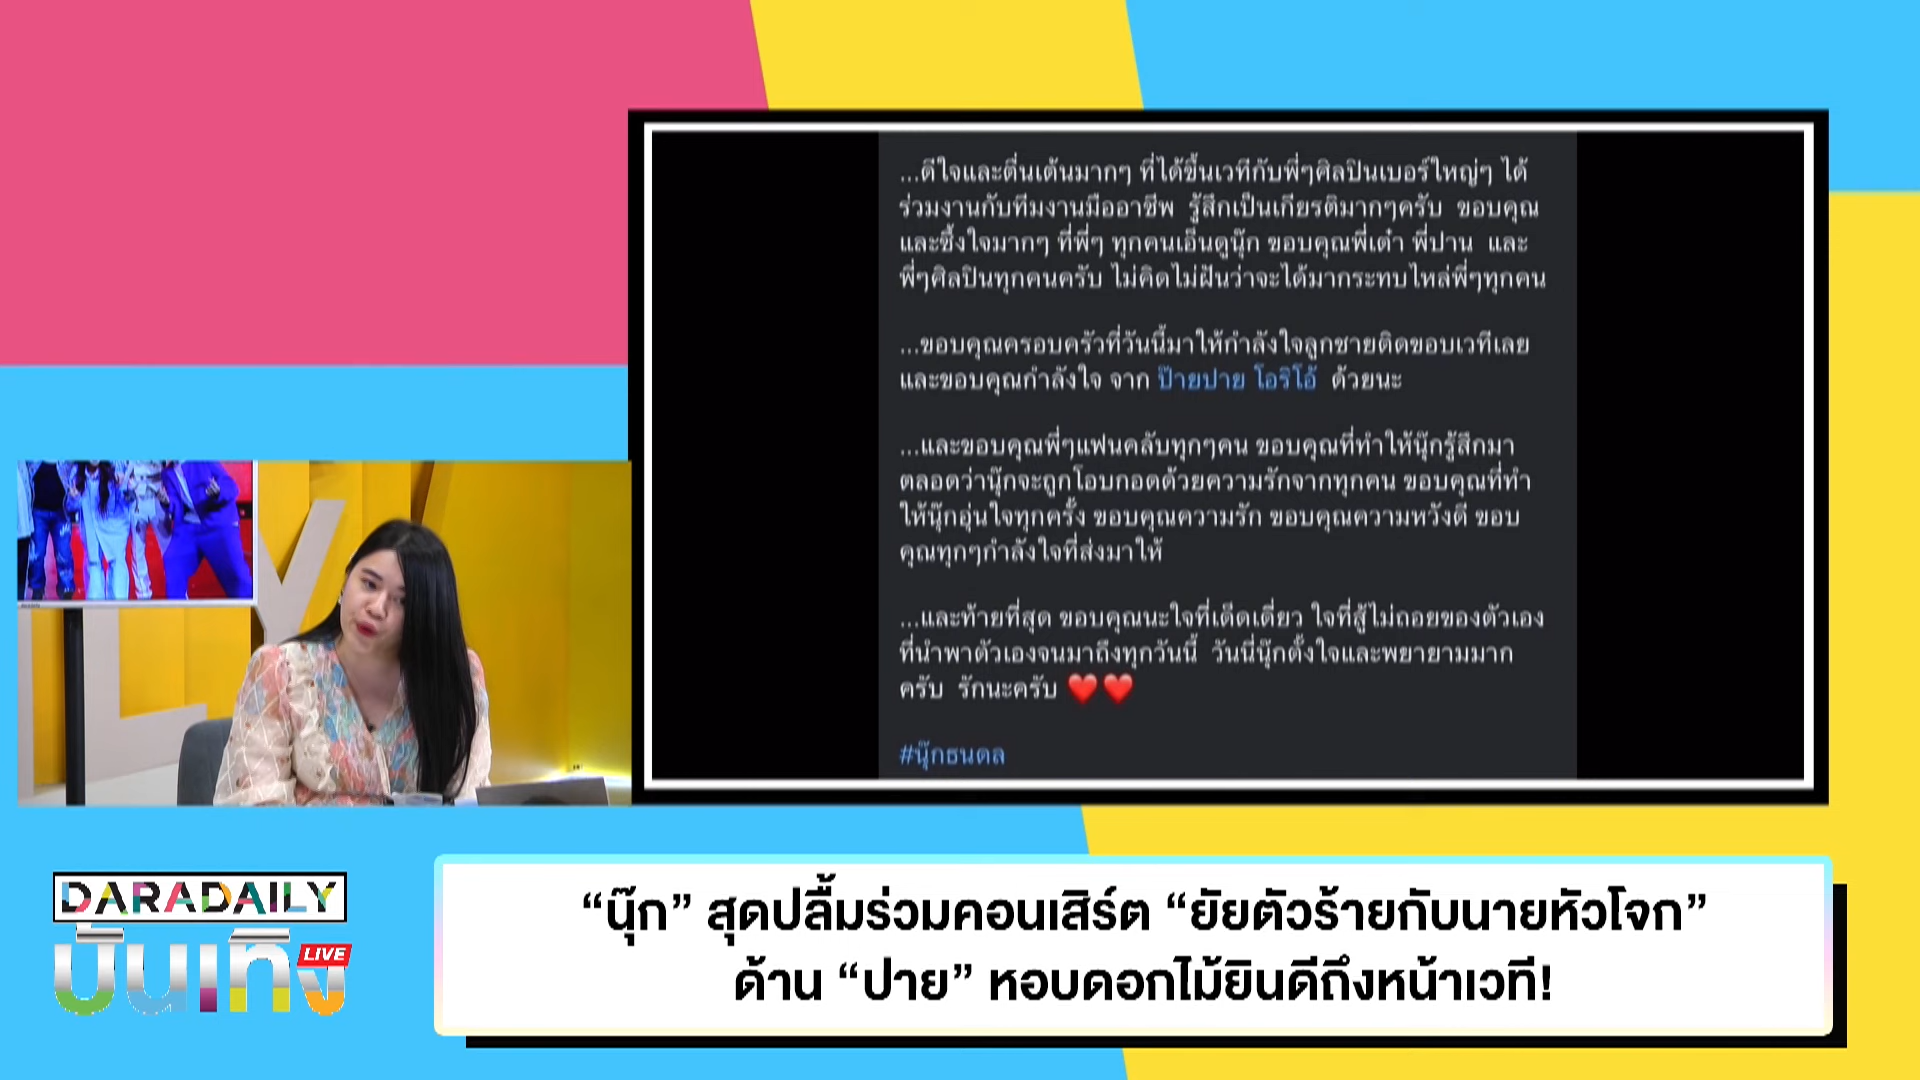 ...ดีใจและตื่นเต้นมากๆ ที่ได้ขึ้นเวทีกับพี่ๆศิลปินเบอร์ใหญ่ๆ ได้
ร่วมงานกับทีมงานมืออาชีพ รู้สึกเป็นเกียรติมากๆครับ ขอบคุณ
และซึ้งใจมากๆ ที่พี่ๆ ทุกคนเอ็นดูนุ๊ก ขอบคุณพี่เต๋า พี่ปาน และ
พี่ๆศิลปินทุกคนครับ ไม่คิดไม่ฝันว่าจะได้มากระทบไหล่พี่ๆทุกคน
...ขอบคุณครอบครัวที่วันนี้มาให้กำลังใจลูกชายติดขอบเวทีเลย
และขอบคุณกำลังใจ จาก ป๊ายปาย โอริโอ้ ด้วยนะ
...และขอบคุณพี่ๆแฟนคลับทุกๆคน ขอบคุณที่ทำให้นุ๊กรู้สึกมา
ตลอดว่านุ๊กจะถูกโอบกอดด้วยความรักจากทุกคน ขอบคุณที่ทำ
ให้นุ๊กอุ่นใจทุกครั้ง ขอบคุณความรัก ขอบคุณความหวังดี ขอบ
คุณทุกๆกำลังใจที่ส่งมาให้
...และท้ายที่สุด ขอบคุณนะใจที่เด็ดเดี่ยว ใจที่สู้ไม่ถอยของตัวเอง
ที่นำพาตัวเองจนมาถึงทุกวันนี้ วันนี่นุ๊กตั้งใจและพยายามมาก
ครับ รักนะครับ ❤️❤️
#นุ๊กธนดล
DARADAILY
บันเทิง LIVE
“นุ๊ก” สุดปลื้มร่วมคอนเสิร์ต “ยัยตัวร้ายกับนายหัวโจก”
ด้าน “ปาย” หอบดอกไม้ยินดีถึงหน้าเวที!